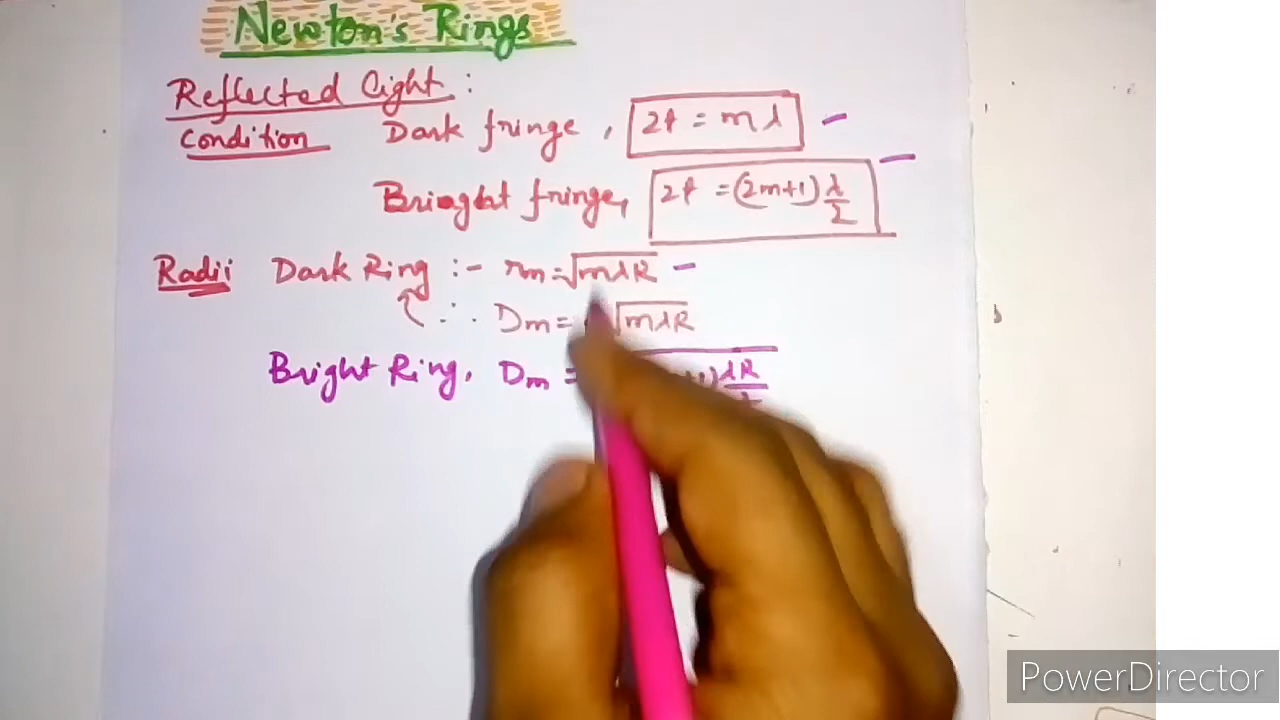 Newton's Rings
Reflected Light :
Condition Dark fringe , 2t = mλ
Bright fringe, 2t = (2m+1) λ/2
Radii Dark Ring :- rm = √mλR
∴ Dm = √mλR
Bright Ring, Dm = λR
PowerDirector